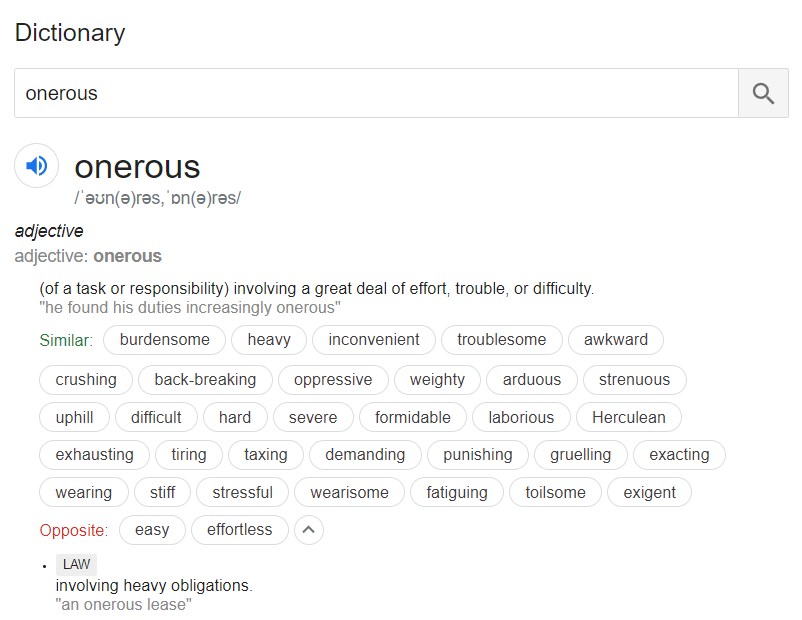 Dictionary
onerous
onerous
/ˈəʊn(ə)rəs,ˈɒn(ə)rəs/
adjective
adjective: onerous
(of a task or responsibility) involving a great deal of effort, trouble, or difficulty.
"he found his duties increasingly onerous"
Similar: burdensome heavy inconvenient troublesome awkward
crushing back-breaking oppressive weighty arduous strenuous
uphill difficult hard severe formidable laborious Herculean
exhausting tiring taxing demanding punishing gruelling exacting
wearing stiff stressful wearisome fatiguing toilsome exigent
Opposite: easy effortless
• LAW
involving heavy obligations.
"an onerous lease"